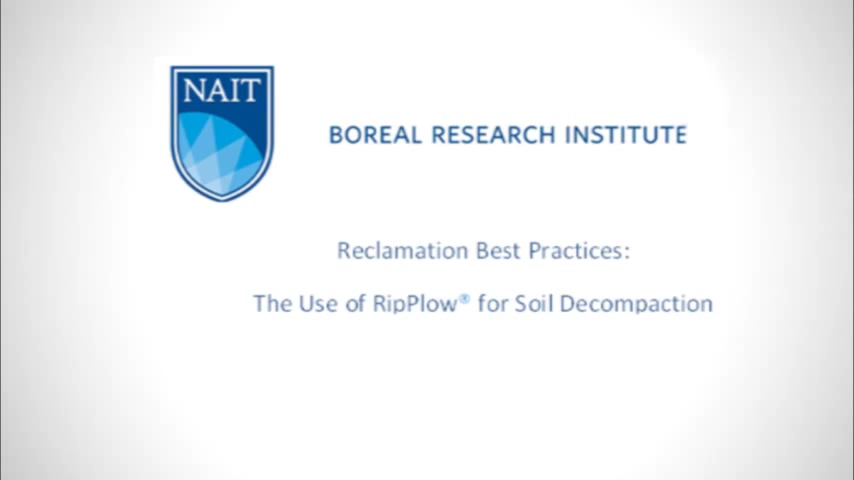 NAIT
BOREAL RESEARCH INSTITUTE
Reclamation Best Practices:
The Use of RipPlow® for Soil Decompaction